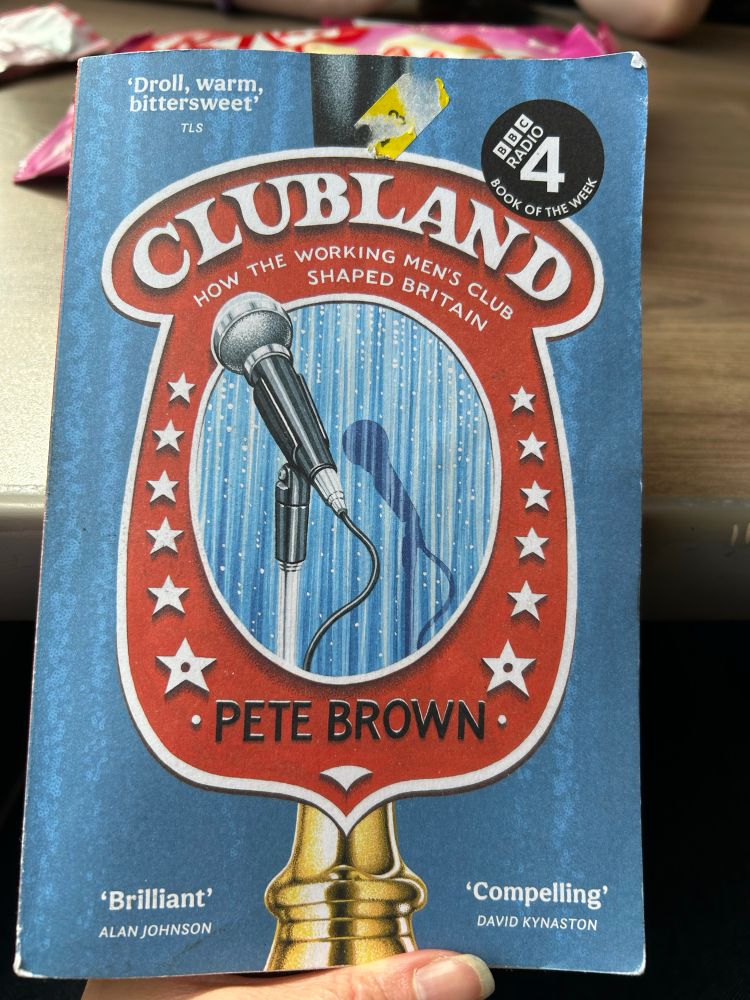 ‘Droll, warm,
bittersweet’
TLS
3
BBC
RADIO
4
BOOK OF THE WEEK
CLUBLAND
HOW THE WORKING MEN'S CLUB
SHAPED BRITAIN
• PETE BROWN •
‘Brilliant’
ALAN JOHNSON
‘Compelling’
DAVID KYNASTON